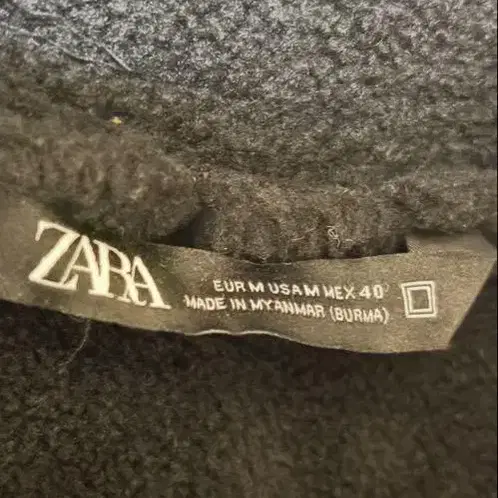 ZARA
EUR M USA M MEX 40
MADE IN MYANMAR (BURMA)